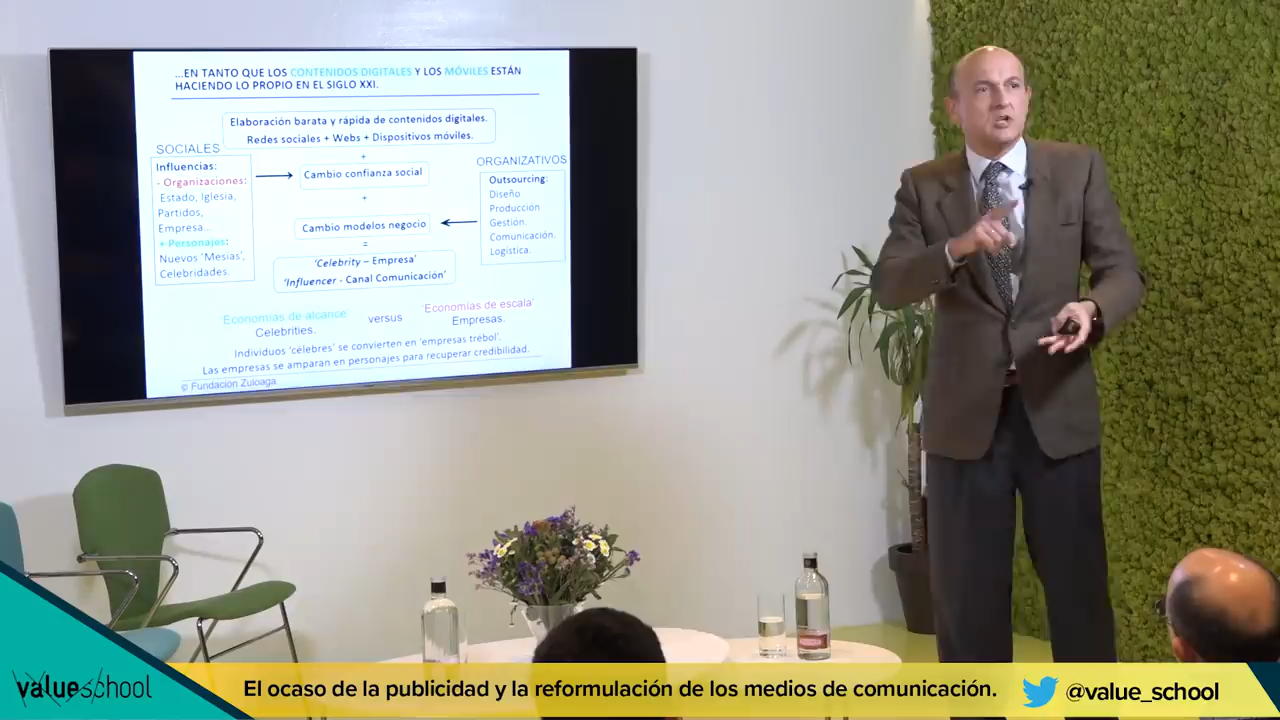 ...EN TANTO QUE LOS CONTENIDOS DIGITALES Y LOS MÓVILES ESTÁN
HACIENDO LO PROPIO EN EL SIGLO XXI.
Elaboración barata y rápida de contenidos digitales.
Redes sociales + Webs + Dispositivos móviles.
SOCIALES
Influencias:
- Organizaciones:
Estado, Iglesia,
Partidos,
Empresa...
+ Personajes:
Nuevos 'Mesías',
Celebridades.
+
Cambio confianza social
+
Cambio modelos negocio
=
'Celebrity – Empresa'
'Influencer - Canal Comunicación'
ORGANIZATIVOS
Outsourcing:
Diseño
Producción
Gestión.
Comunicación.
Logística.
'Economías de alcance'
Celebrities.
versus
'Economías de escala'
Empresas.
Individuos 'célebres' se convierten en 'empresas trébol'.
Las empresas se amparan en personajes para recuperar credibilidad.
© Fundación Zuloaga
valueschool
El ocaso de la publicidad y la reformulación de los medios de comunicación.
@value_school